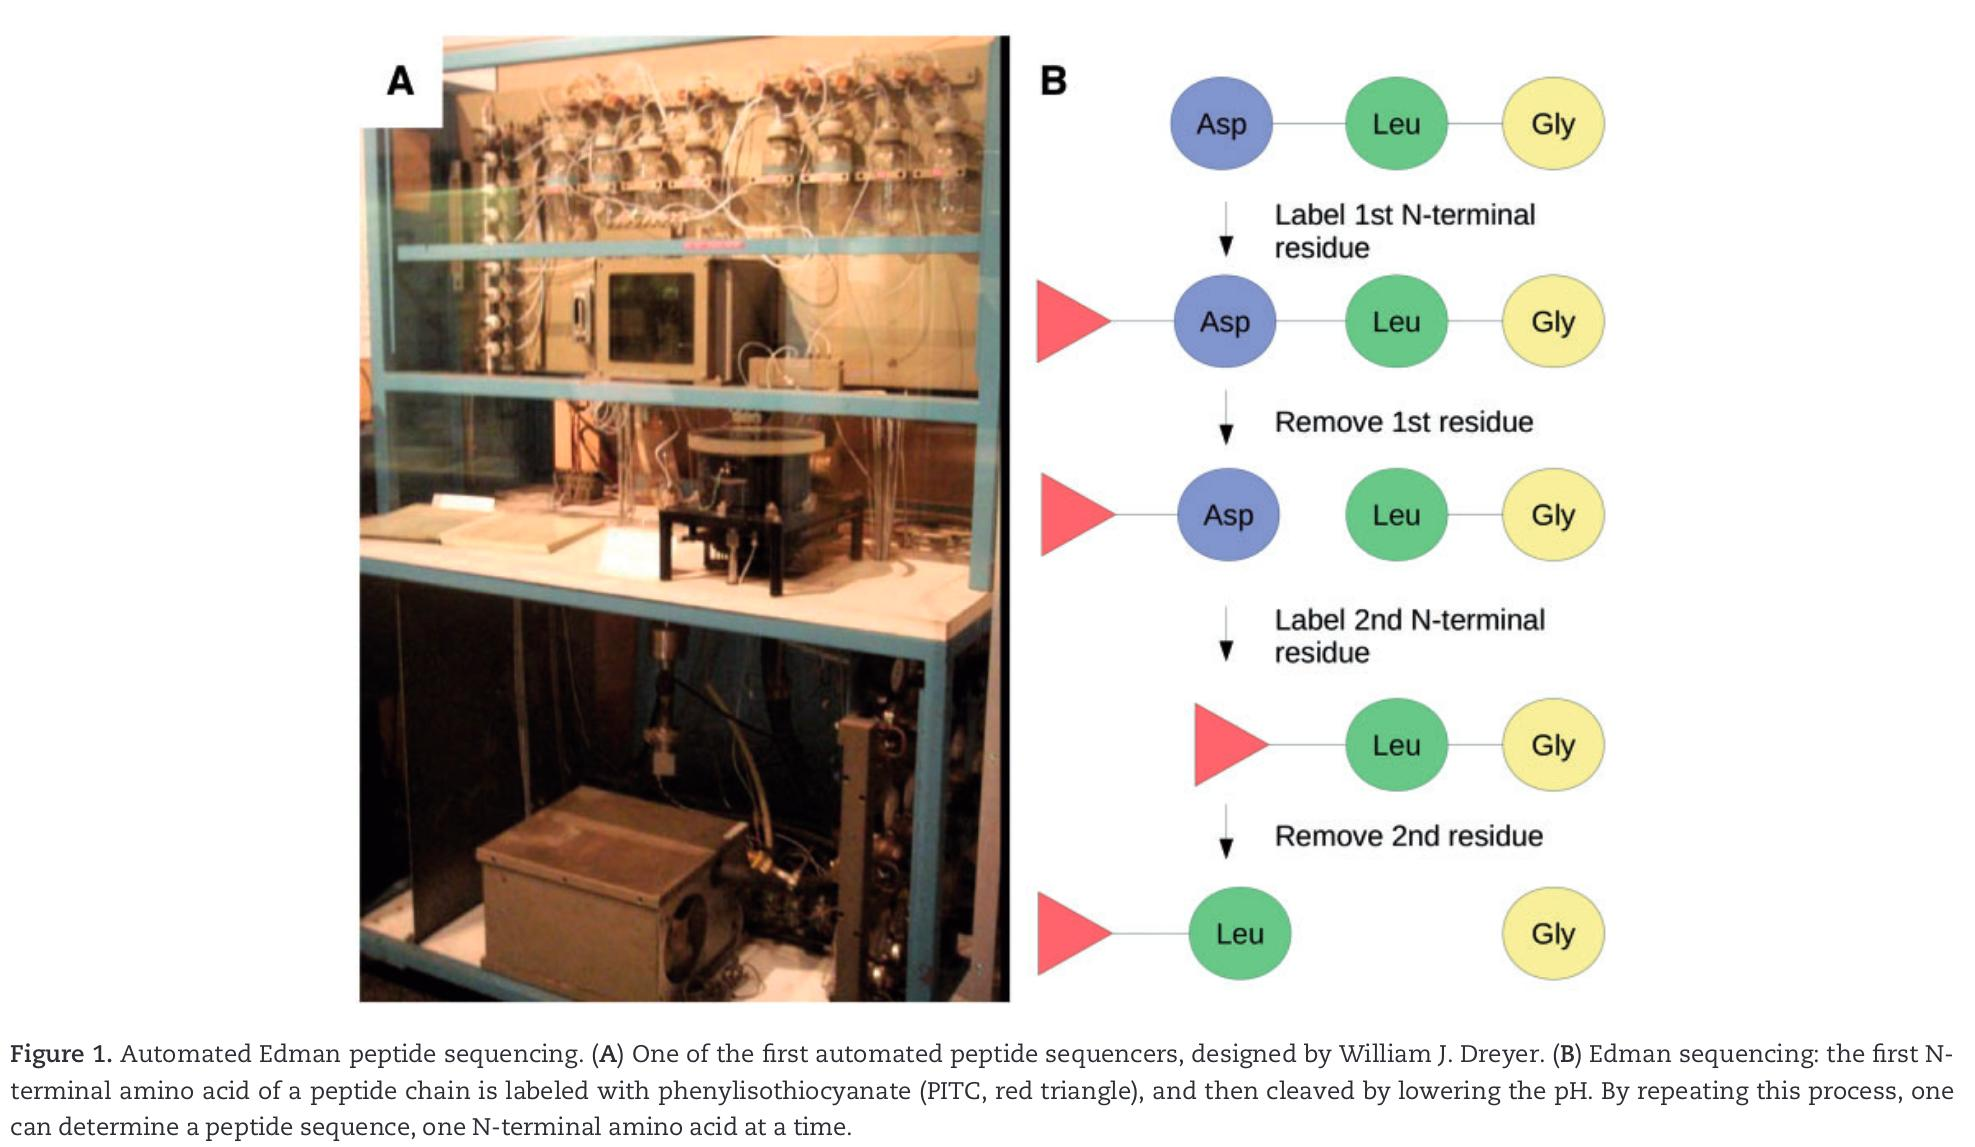 A
B
Asp Leu Gly
Label 1st N-terminal
residue
Asp Leu Gly
Remove 1st residue
Asp Leu Gly
Label 2nd N-terminal
residue
Leu Gly
Remove 2nd residue
Leu Gly
Figure 1. Automated Edman peptide sequencing. (A) One of the first automated peptide sequencers, designed by William J. Dreyer. (B) Edman sequencing: the first N-
terminal amino acid of a peptide chain is labeled with phenylisothiocyanate (PITC, red triangle), and then cleaved by lowering the pH. By repeating this process, one
can determine a peptide sequence, one N-terminal amino acid at a time.